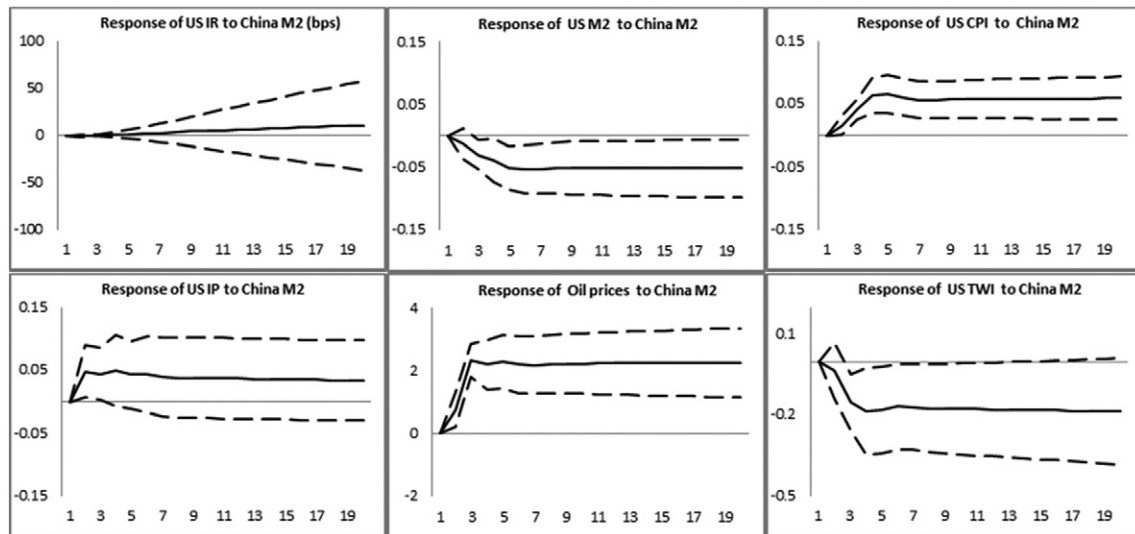 Response of US IR to China M2 (bps)
100
50
0
-50
-100
1 3 5 7 9 11 13 15 17 19
Response of US M2 to China M2
0.15
0.05
-0.05
-0.15
1 3 5 7 9 11 13 15 17 19
Response of US CPI to China M2
0.15
0.05
-0.05
-0.15
1 3 5 7 9 11 13 15 17 19
Response of US IP to China M2
0.15
0.05
-0.05
-0.15
1 3 5 7 9 11 13 15 17 19
Response of Oil prices to China M2
4
2
0
-2
1 3 5 7 9 11 13 15 17 19
Response of US TWI to China M2
0.1
-0.2
-0.5
1 3 5 7 9 11 13 15 17 19